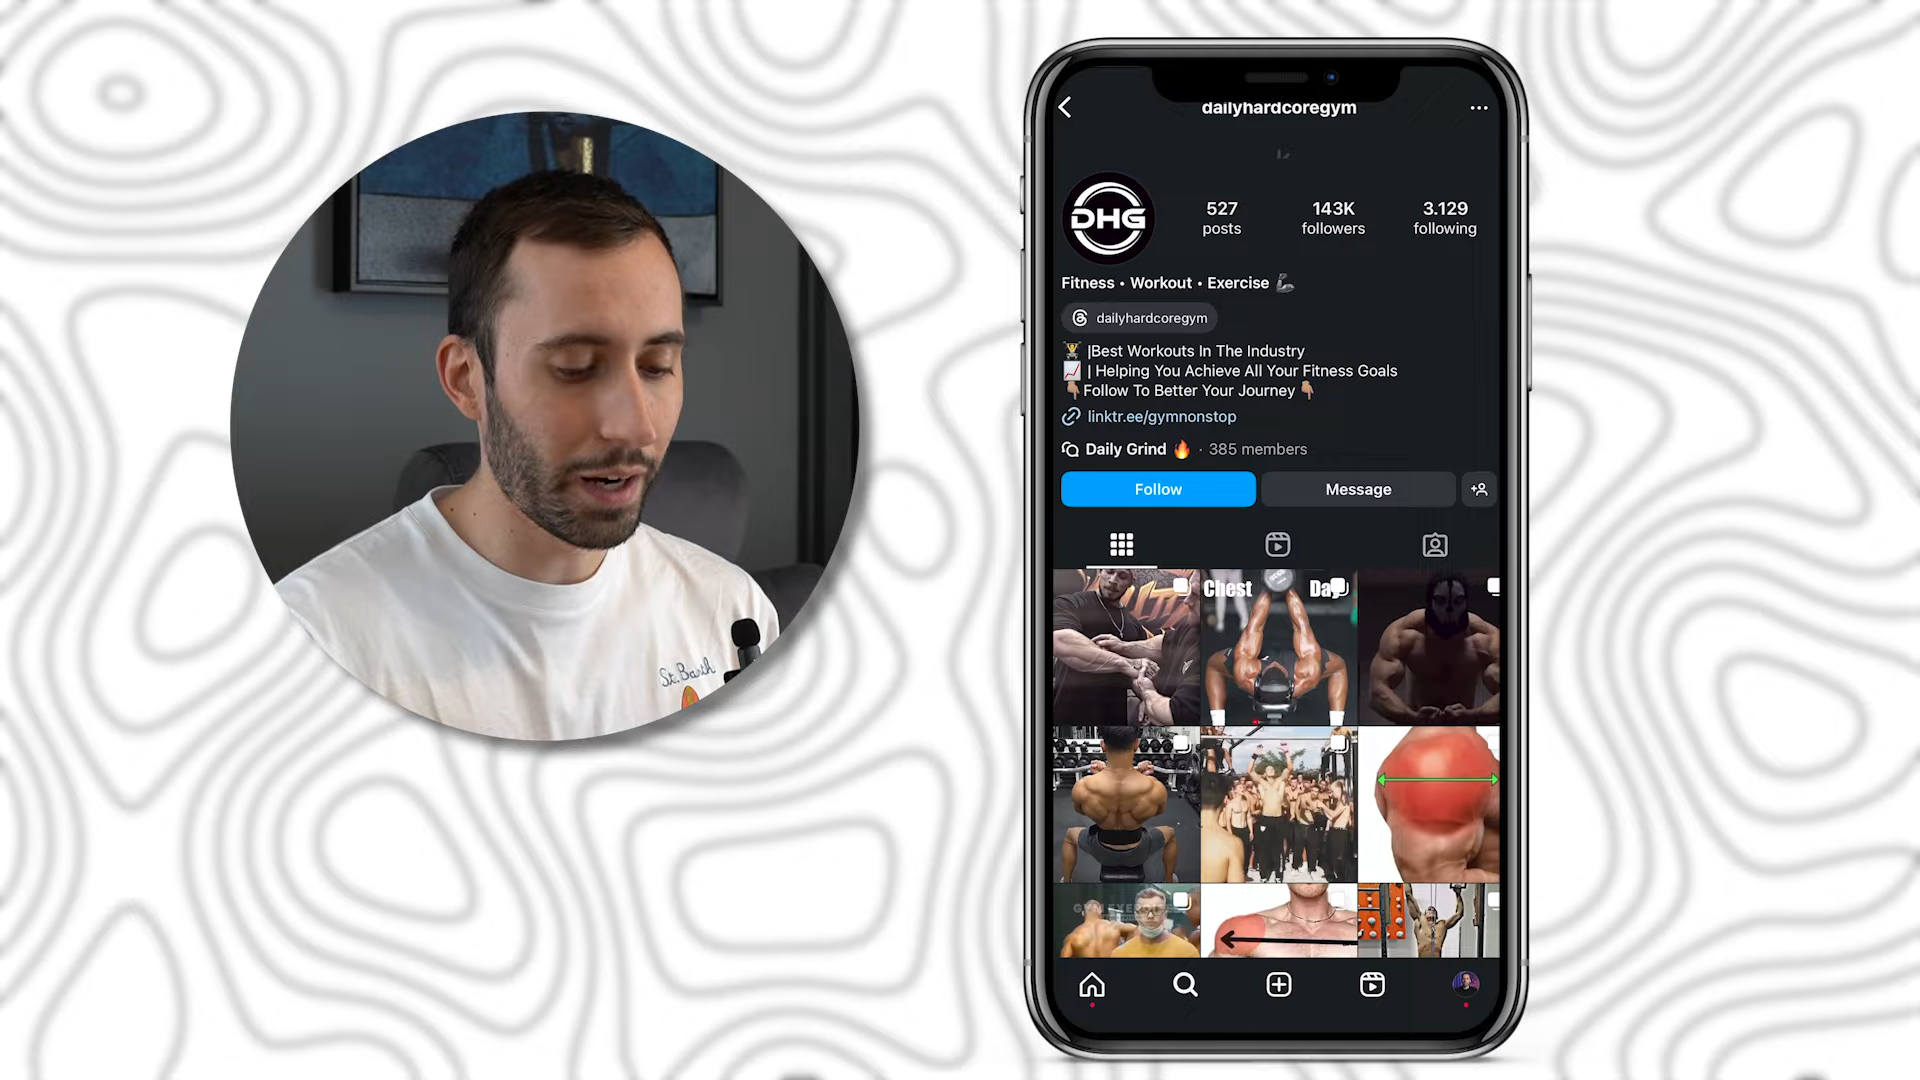 dailyhardcoregym
DHG
527
posts
143K
followers
3.129
following
Fitness • Workout • Exercise
dailyhardcoregym
|Best Workouts In The Industry
| Helping You Achieve All Your Fitness Goals
Follow To Better Your Journey
linktr.ee/gymnonstop
Daily Grind · 385 members
Follow
Message
Chest Day
St. Barth